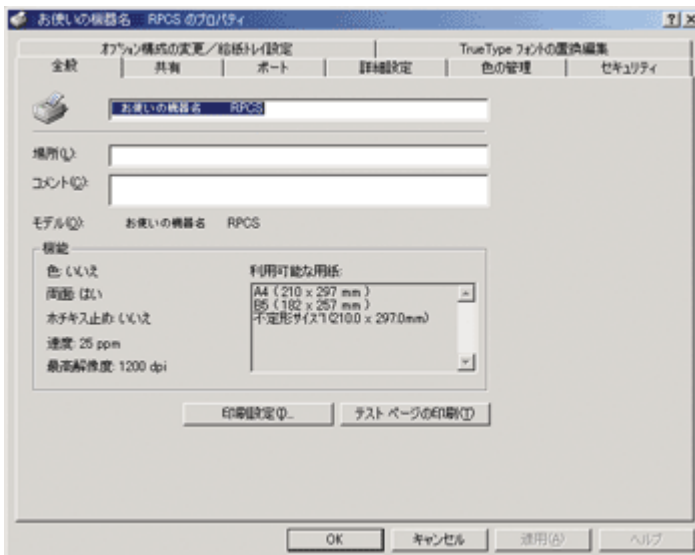 お使いの機器名 RPCS のプロパティ
オプション構成の変更／給紙トレイ設定 TrueType フォントの置換編集
全般 共有 ポート 詳細設定 色の管理 セキュリティ
お使いの機器名 RPCS
場所(L):
コメント(C):
モデル(O): お使いの機器名 RPCS
機能
色: いいえ
両面: はい
ホチキス止め: いいえ
速度: 25 ppm
最高解像度: 1200 dpi
利用可能な用紙:
A4 ( 210 x 297 mm )
B5 ( 182 x 257 mm )
不定形サイズ1(210.0 x 297.0mm)
印刷設定(I)... テスト ページの印刷(T)
OK キャンセル 適用(A) ヘルプ